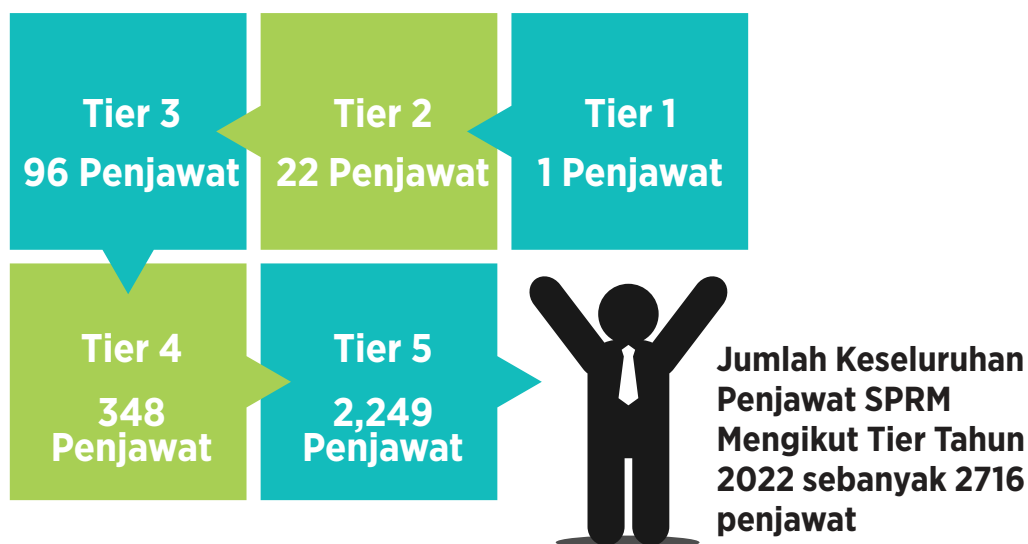 Tier 3
96 Penjawat
Tier 2
22 Penjawat
Tier 1
1 Penjawat
Tier 4
348
Penjawat
Tier 5
2,249
Penjawat
Jumlah Keseluruhan
Penjawat SPRM
Mengikut Tier Tahun
2022 sebanyak 2716
penjawat